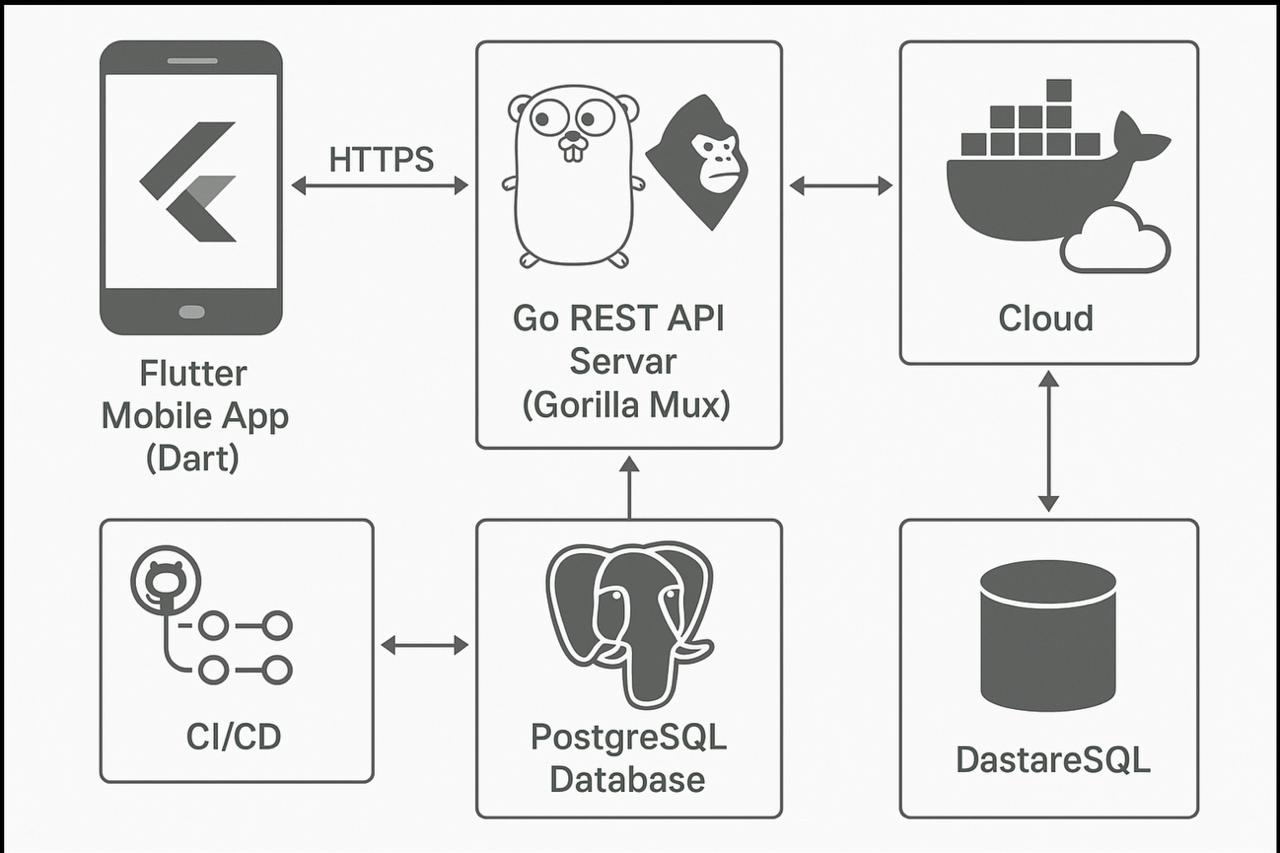 Flutter
Mobile App
(Dart)
HTTPS
Go REST API
Servar
(Gorilla Mux)
Cloud
CI/CD
PostgreSQL
Database
DastareSQL